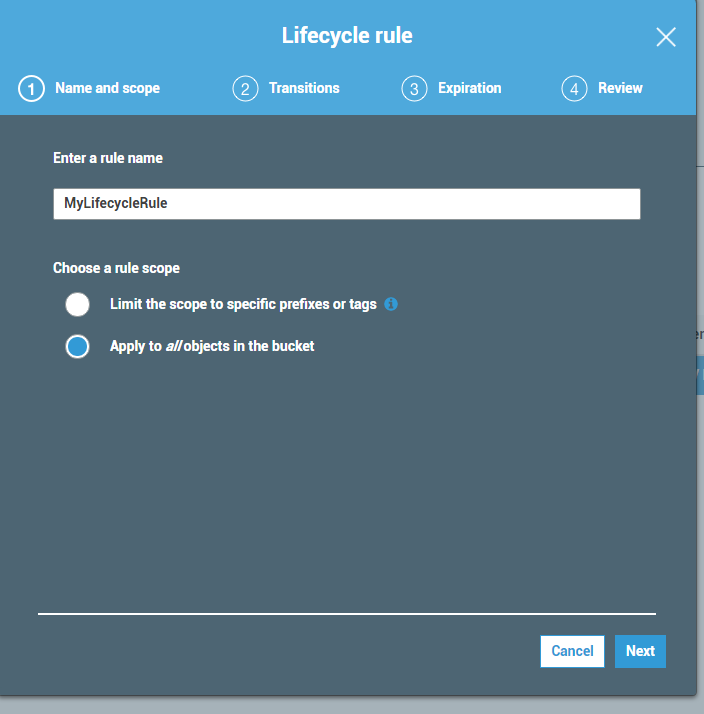 Lifecycle rule
1 Name and scope
2 Transitions
3 Expiration
4 Review
Enter a rule name
MyLifecycleRule
Choose a rule scope
Limit the scope to specific prefixes or tags
Apply to all objects in the bucket
Cancel
Next